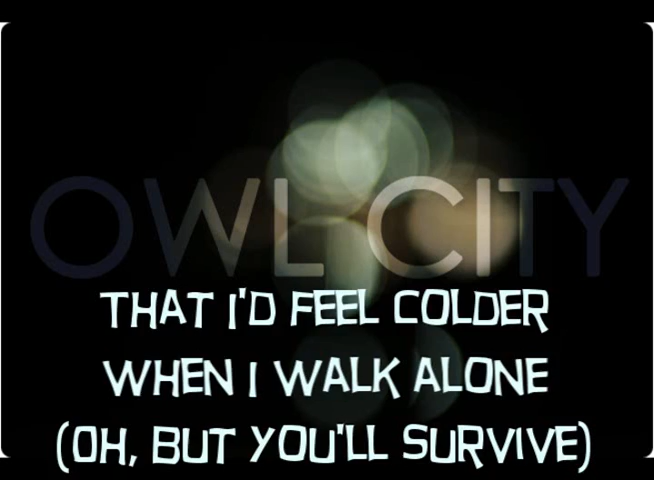 OWL CITY
THAT I'D FEEL COLDER
WHEN I WALK ALONE
(OH, BUT YOU'LL SURVIVE)